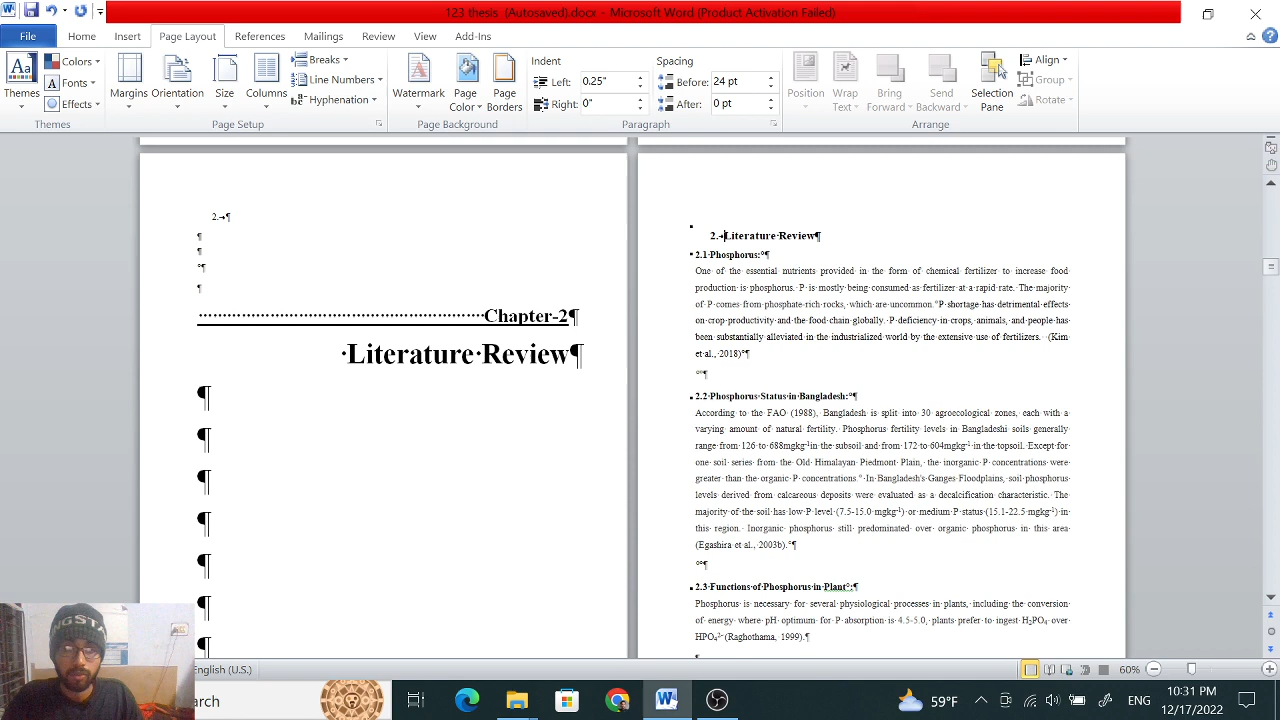 123 thesis (Autosaved).docx - Microsoft Word (Product Activation Failed)
File Home Insert Page Layout References Mailings Review View Add-Ins
Themes
Colors
Fonts
Effects
Themes
Margins
Orientation
Size
Columns
Breaks
Line Numbers
Hyphenation
Page Setup
Watermark
Page Color
Page Borders
Page Background
Indent
Left: 0.25"
Right: 0"
Spacing
Before: 24 pt
After: 0 pt
Paragraph
Position
Wrap Text
Bring Forward
Send Backward
Selection Pane
Align
Group
Rotate
Arrange
2.→¶
¶
¶
°¶
¶
Chapter-2¶
·Literature·Review¶
¶
¶
¶
¶
¶
¶
¶
2.→Literature·Review¶
2.1·Phosphorus:°¶
One of the essential nutrients provided in the form of chemical fertilizer to increase food
production is phosphorus. P is mostly being consumed as fertilizer at a rapid rate. The majority
of P comes from phosphate-rich rocks, which are uncommon.°P shortage has detrimental effects
on crop productivity and the food chain globally. P deficiency in crops, animals, and people has
been substantially alleviated in the industrialized world by the extensive use of fertilizers. (Kim
et al., 2018)°¶
°°¶
2.2·Phosphorus·Status·in·Bangladesh:°¶
According to the FAO (1988), Bangladesh is split into 30 agroecological zones, each with a
varying amount of natural fertility. Phosphorus fertility levels in Bangladeshi soils generally
range from 126 to 688mgkg⁻¹in the subsoil and from 172 to 604mgkg⁻¹ in the topsoil. Except for
one soil series from the Old Himalayan Piedmont Plain, the inorganic P concentrations were
greater than the organic P concentrations.° In Bangladesh's Ganges Floodplains, soil phosphorus
levels derived from calcareous deposits were evaluated as a decalcification characteristic. The
majority of the soil has low P level (7.5-15.0 mgkg⁻¹) or medium P status (15.1-22.5 mgkg⁻¹) in
this region. Inorganic phosphorus still predominated over organic phosphorus in this area
(Egashira et al., 2003b).°¶
°°¶
2.3·Functions·of·Phosphorus·in·Plant°:¶
Phosphorus is necessary for several physiological processes in plants, including the conversion
of energy where pH optimum for P absorption is 4.5-5.0, plants prefer to ingest H₂PO₄ over
HPO₄²⁻ (Raghothama, 1999).¶
English (U.S.)
60%
arch
59°F
ENG
10:31 PM
12/17/2022